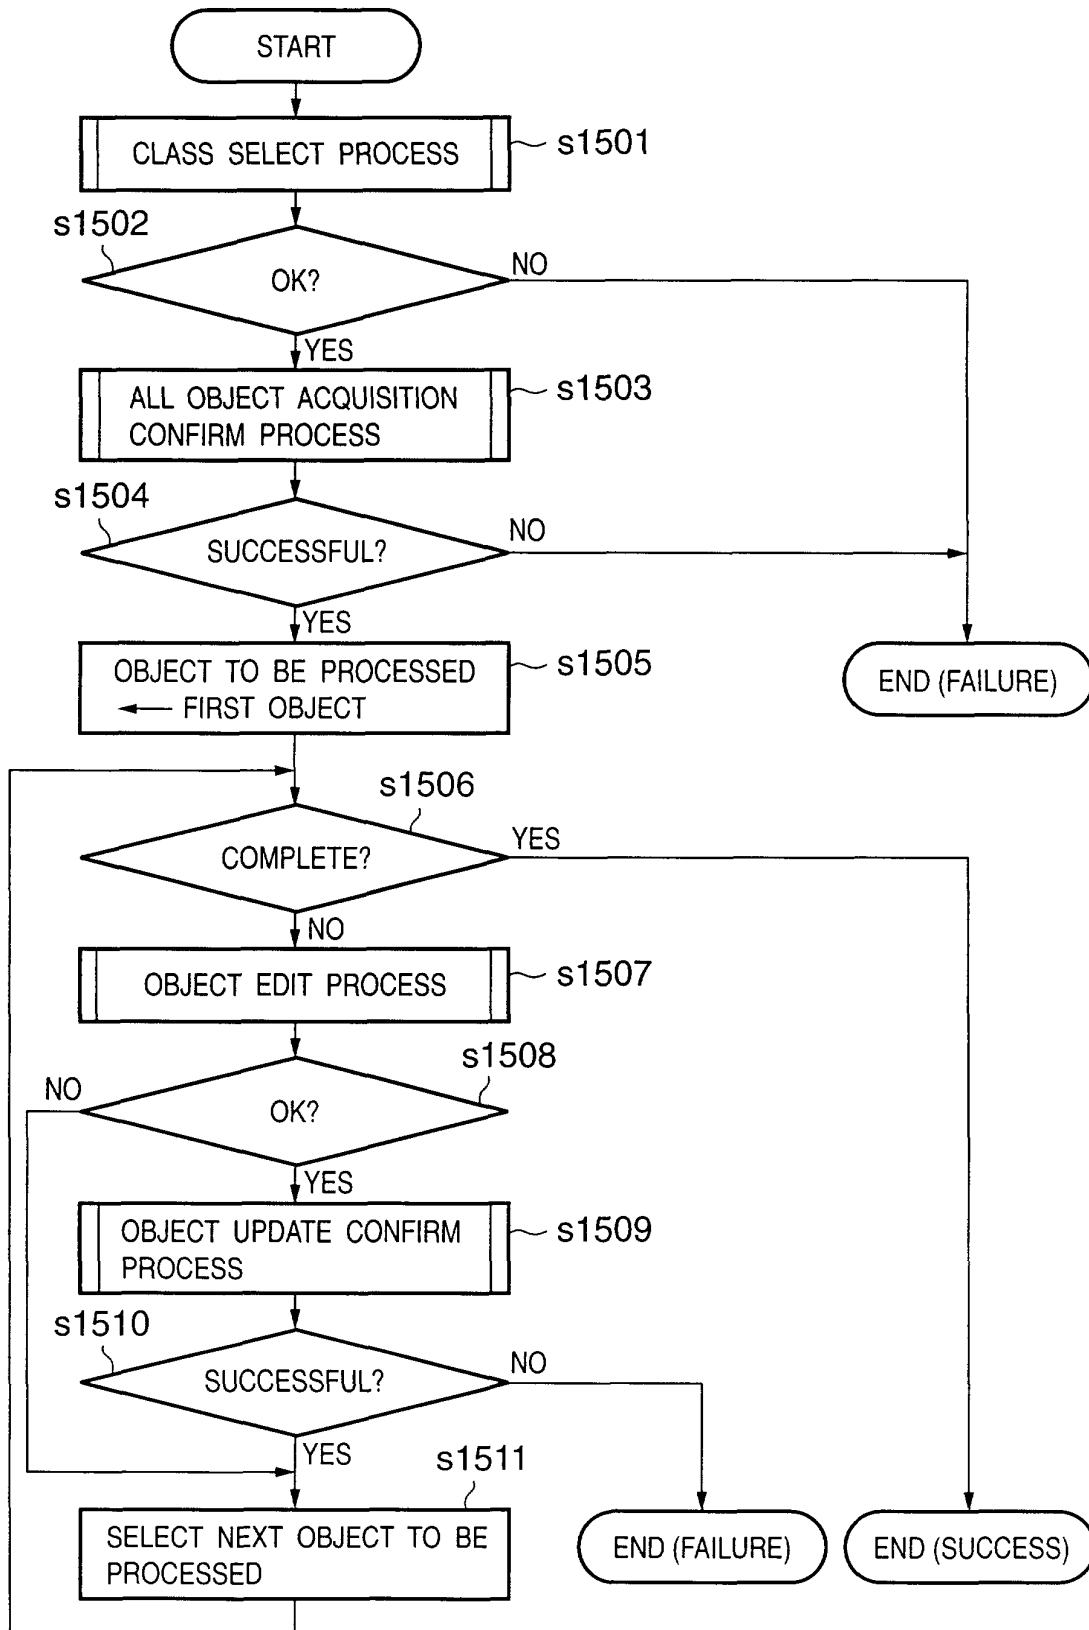 START
CLASS SELECT PROCESS
s1501
s1502
OK?
NO
YES
ALL OBJECT ACQUISITION
CONFIRM PROCESS
s1503
s1504
SUCCESSFUL?
NO
YES
OBJECT TO BE PROCESSED
← FIRST OBJECT
s1505
END (FAILURE)
s1506
COMPLETE?
YES
NO
OBJECT EDIT PROCESS
s1507
s1508
NO
OK?
YES
OBJECT UPDATE CONFIRM
PROCESS
s1509
s1510
SUCCESSFUL?
NO
YES
s1511
SELECT NEXT OBJECT TO BE
PROCESSED
END (FAILURE)
END (SUCCESS)